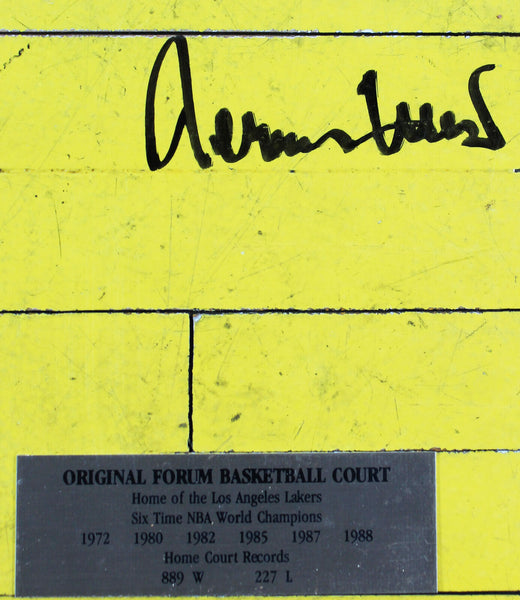 ORIGINAL FORUM BASKETBALL COURT
Home of the Los Angeles Lakers
Six Time NBA World Champions
1972 1980 1982 1985 1987 1988
Home Court Records
889 W 227 L